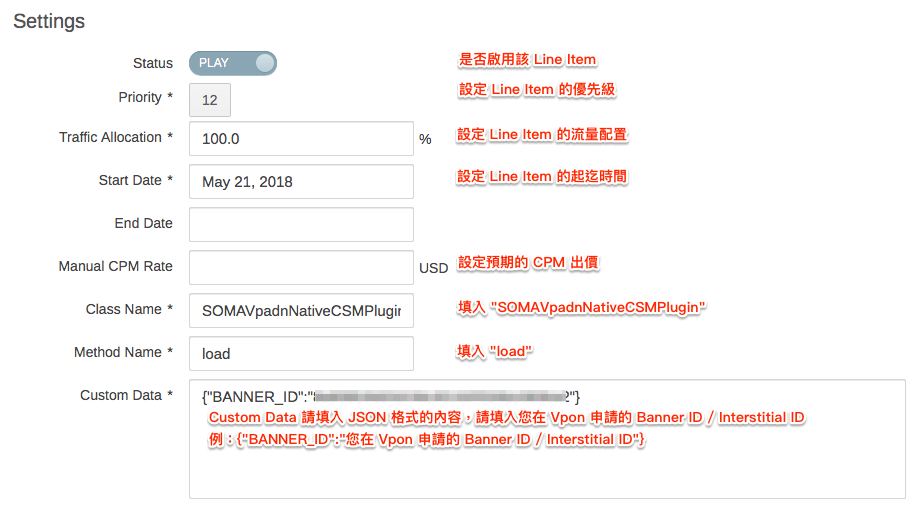 Settings
Status PLAY 是否啟用該 Line Item
Priority * 12 設定 Line Item 的優先級
Traffic Allocation * 100.0 % 設定 Line Item 的流量配置
Start Date * May 21, 2018 設定 Line Item 的起迄時間
End Date
Manual CPM Rate USD 設定預期的 CPM 出價
Class Name * SOMAVpadnNativeCSMPlugin 填入 "SOMAVpadnNativeCSMPlugin"
Method Name * load 填入 "load"
Custom Data * {"BANNER_ID":" "}
Custom Data 請填入 JSON 格式的內容，請填入您在 Vpon 申請的 Banner ID / Interstitial ID
例：{"BANNER_ID":"您在 Vpon 申請的 Banner ID / Interstitial ID"}